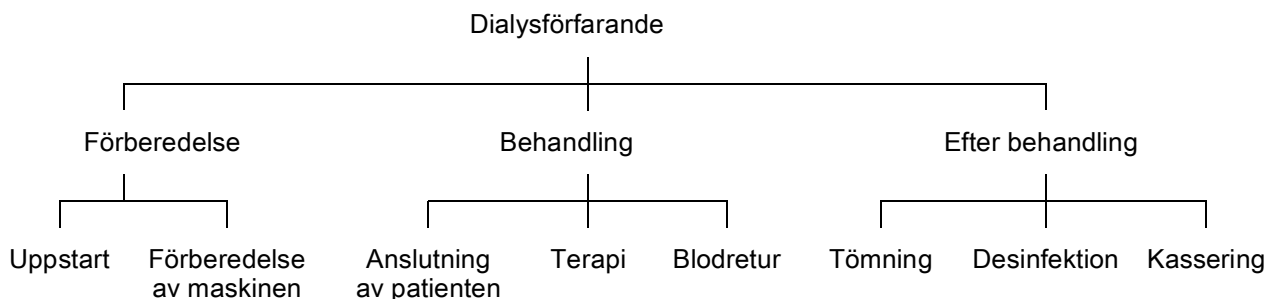 Dialysförfarande
Förberedelse
Behandling
Efter behandling
Uppstart
Förberedelse
av maskinen
Anslutning
av patienten
Terapi
Blodretur
Tömning
Desinfektion
Kassering